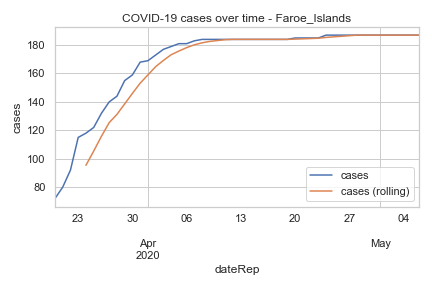 COVID-19 cases over time - Faroe_Islands
cases
180
160
140
120
100
80
cases
cases (rolling)
23 30 06 13 20 27 04
Apr May
2020
dateRep